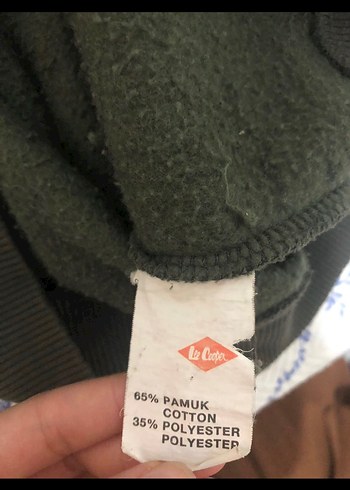 Lee Cooper
65% PAMUK
COTTON
35% POLYESTER
POLYESTER